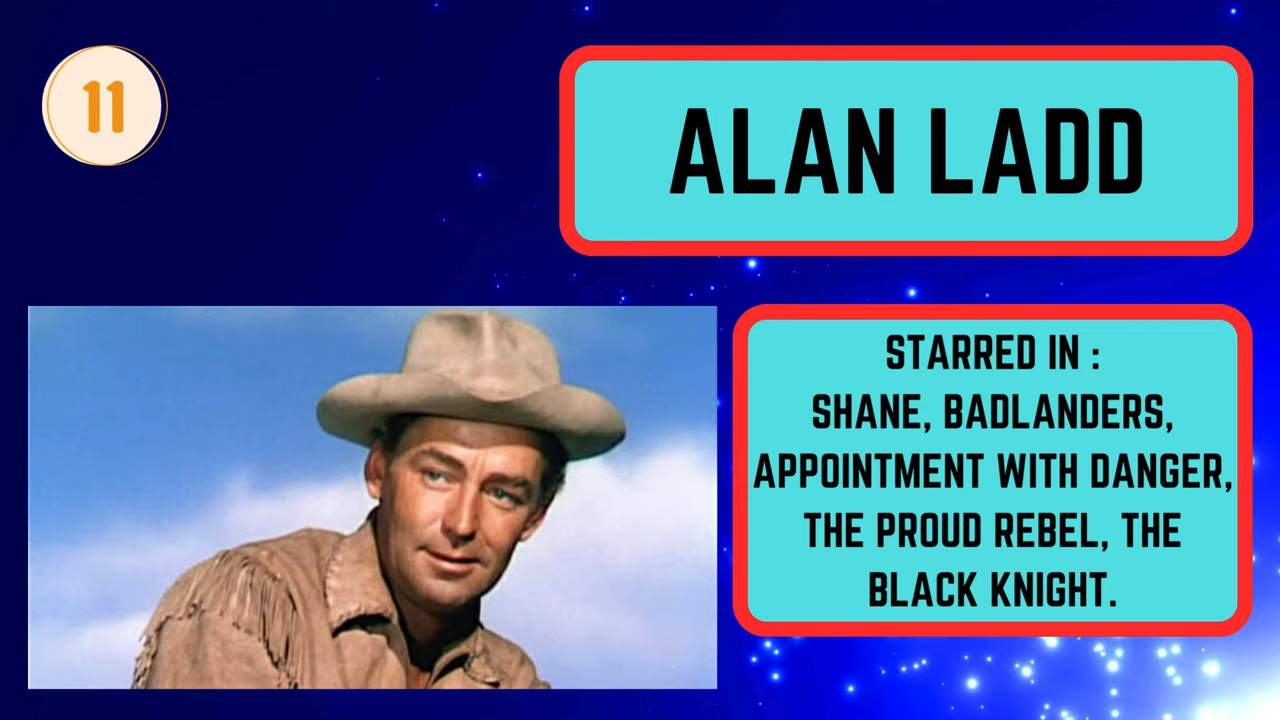 11
ALAN LADD
STARRED IN :
SHANE, BADLANDERS,
APPOINTMENT WITH DANGER,
THE PROUD REBEL, THE
BLACK KNIGHT.